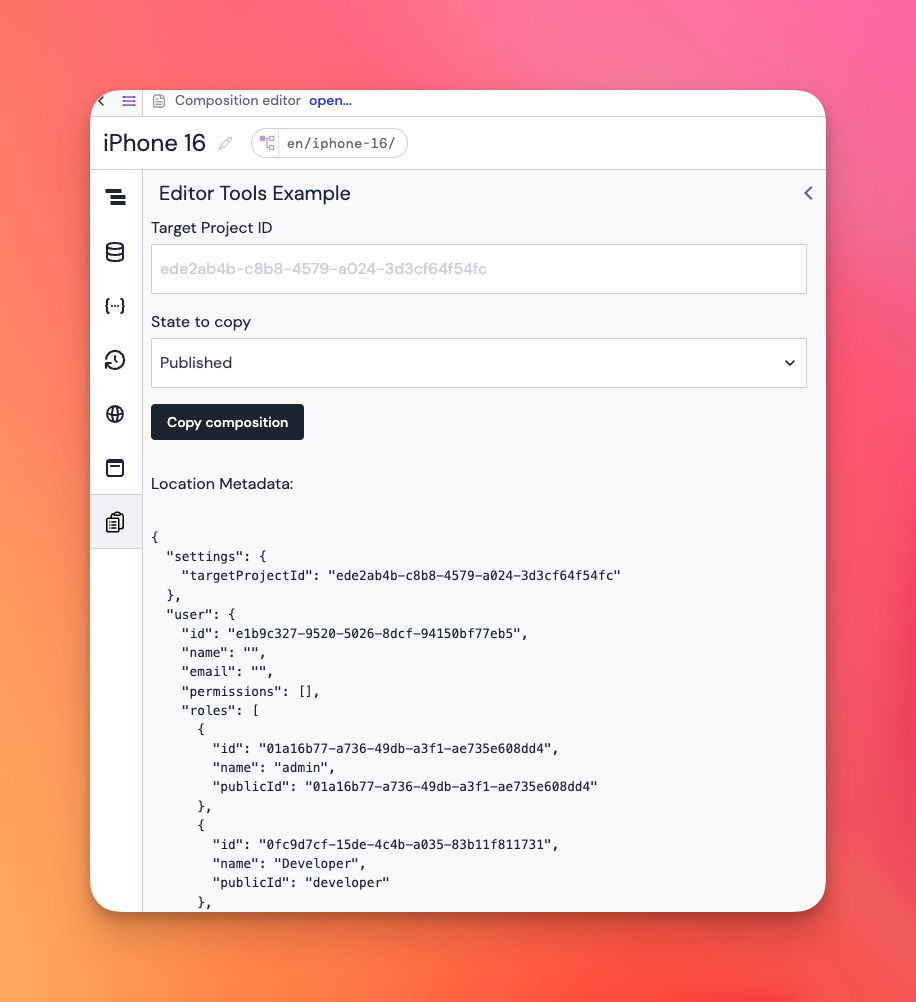 Composition editor open...
iPhone 16
en/iphone-16/
Editor Tools Example
Target Project ID
ede2ab4b-c8b8-4579-a024-3d3cf64f54fc
State to copy
Published
Copy composition
Location Metadata:
{
  "settings": {
    "targetProjectId": "ede2ab4b-c8b8-4579-a024-3d3cf64f54fc"
  },
  "user": {
    "id": "e1b9c327-9520-5026-8dcf-94150bf77eb5",
    "name": "",
    "email": "",
    "permissions": [],
    "roles": [
      {
        "id": "01a16b77-a736-49db-a3f1-ae735e608dd4",
        "name": "admin",
        "publicId": "01a16b77-a736-49db-a3f1-ae735e608dd4"
      },
      {
        "id": "0fc9d7cf-15de-4c4b-a035-83b11f811731",
        "name": "Developer",
        "publicId": "developer"
      },